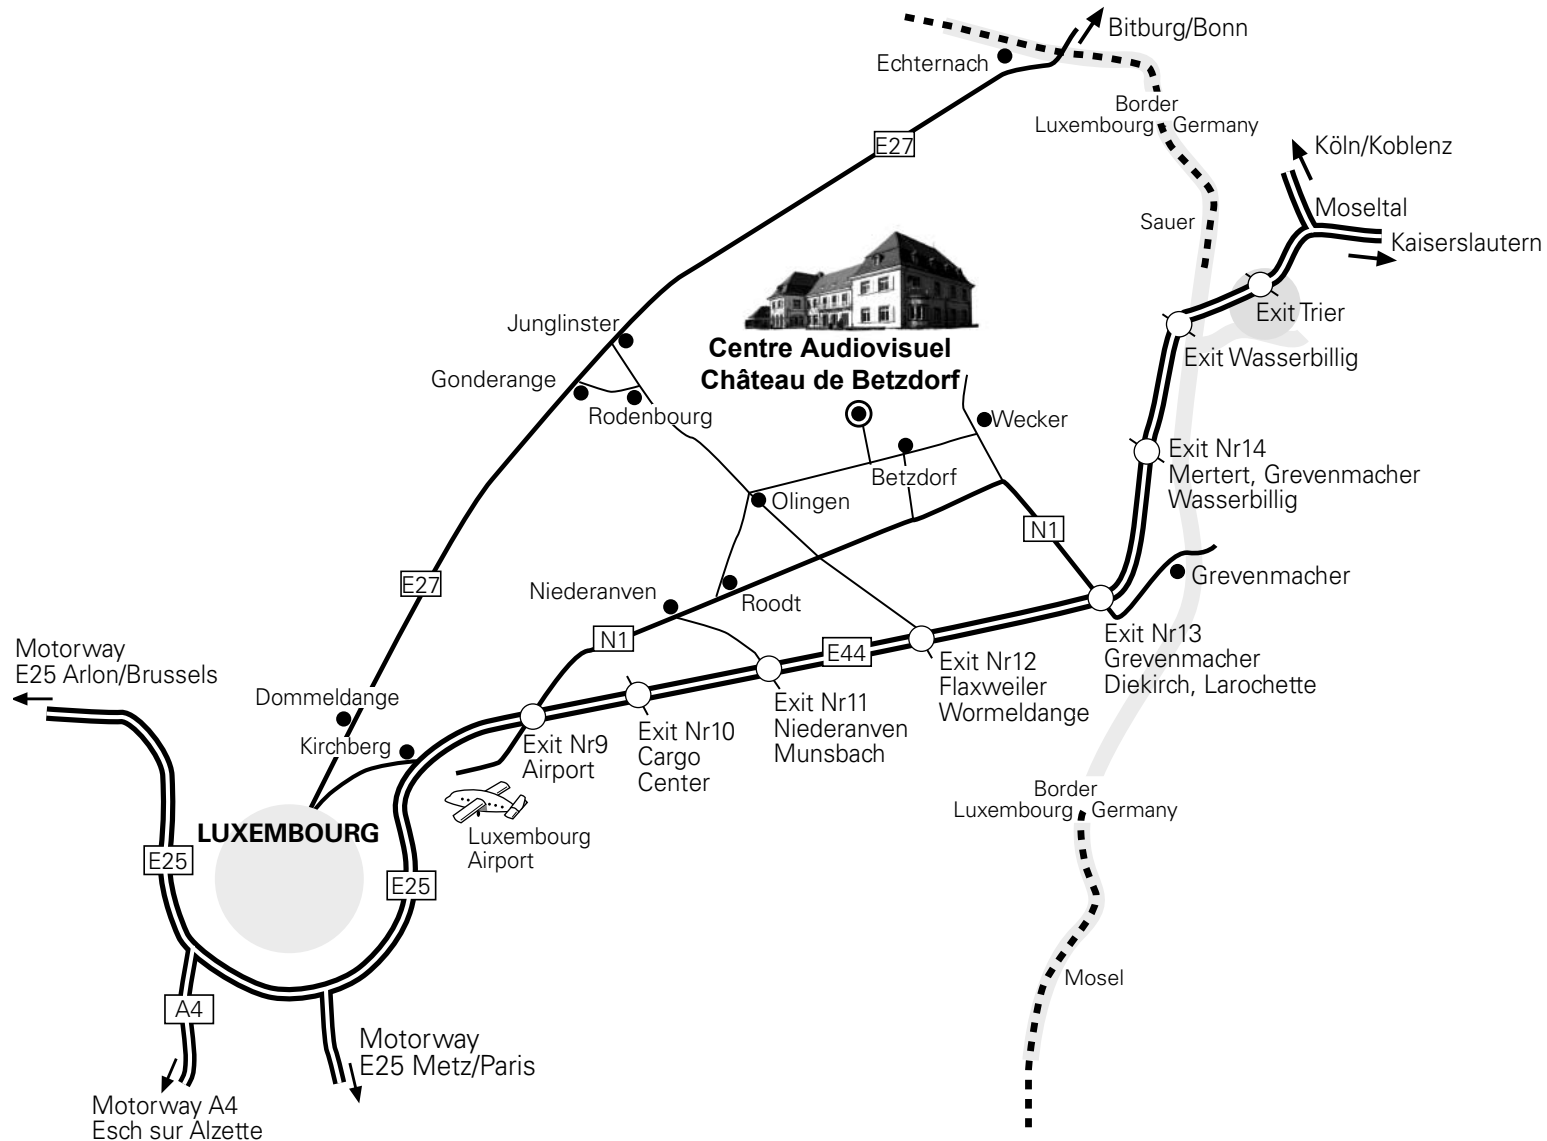 Bitburg/Bonn
Echternach
Border
Luxembourg Germany
E27
Köln/Koblenz
Moseltal
Sauer
Kaiserslautern
Exit Trier
Junglinster
Centre Audiovisuel
Château de Betzdorf
Exit Wasserbillig
Gonderange
Rodenbourg
Wecker
Betzdorf
Exit Nr14
Mertert, Grevenmacher
Wasserbillig
Olingen
N1
E27
Niederanven
Roodt
Grevenmacher
N1
E44
Exit Nr13
Grevenmacher
Diekirch, Larochette
Exit Nr12
Flaxweiler
Wormeldange
Motorway
E25 Arlon/Brussels
Dommeldange
Kirchberg
Exit Nr11
Niederanven
Munsbach
Exit Nr10
Cargo
Center
Exit Nr9
Airport
Border
Luxembourg Germany
LUXEMBOURG
Luxembourg
Airport
E25
E25
Mosel
A4
Motorway
E25 Metz/Paris
Motorway A4
Esch sur Alzette